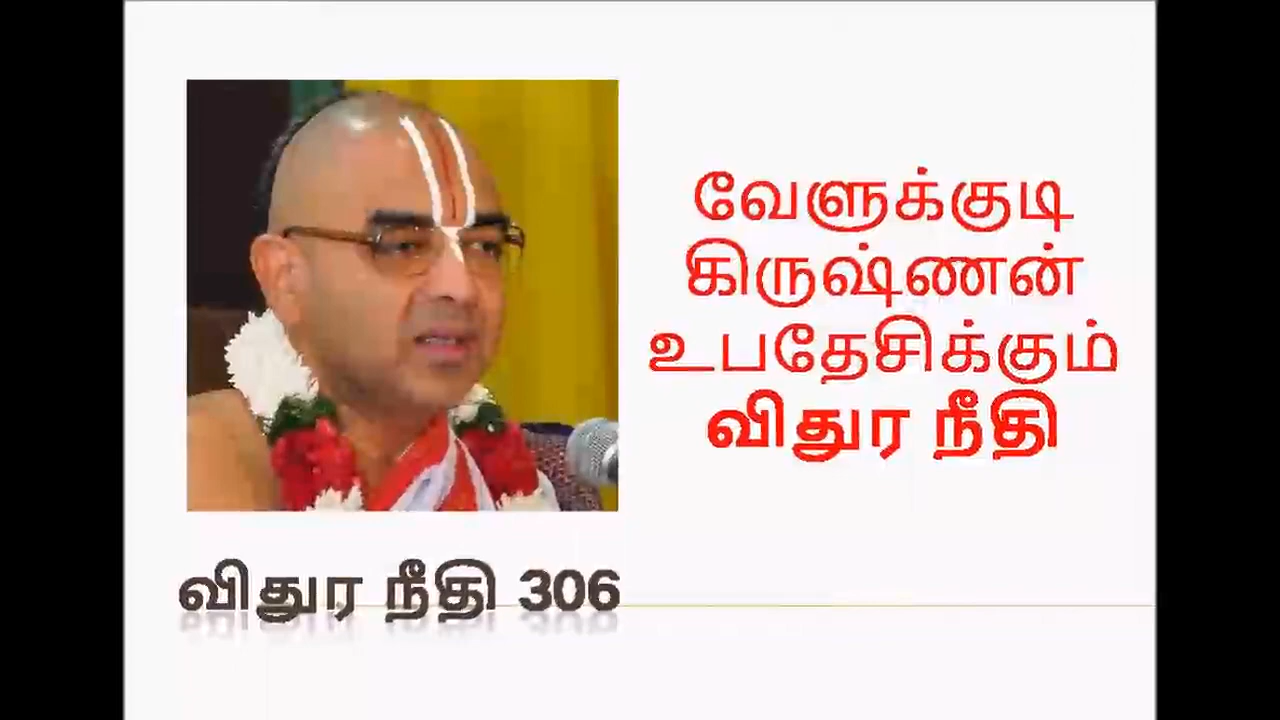 வேளுக்குடி
கிருஷ்ணன்
உபதேசிக்கும்
விதுர நீதி
விதுர நீதி 306